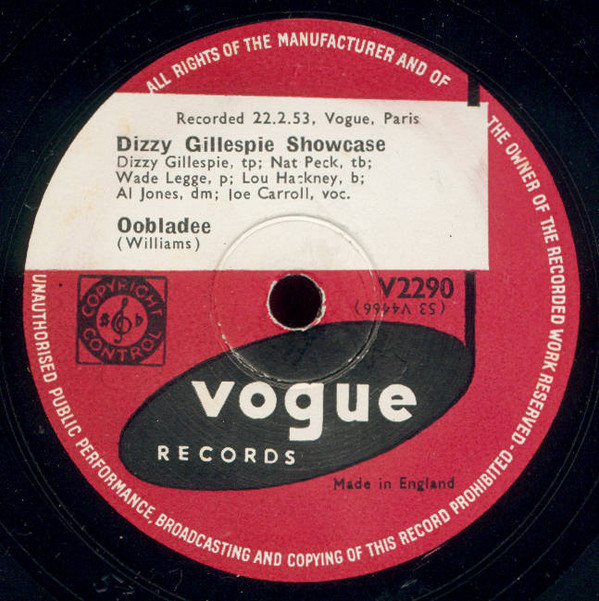 ALL RIGHTS OF THE MANUFACTURER AND OF THE OWNER OF THE RECORDED WORK RESERVED - UNAUTHORISED PUBLIC PERFORMANCE, BROADCASTING AND COPYING OF THIS RECORD PROHIBITED -
Recorded 22.2.53, Vogue, Paris
Dizzy Gillespie Showcase
Dizzy Gillespie, tp; Nat Peck, tb;
Wade Legge, p; Lou Hackney, b;
Al Jones, dm; Joe Carroll, voc.
Oobladee
(Williams)
COPYRIGHT
CONTROL
V2290
(53 V4466)
vogue
RECORDS
Made in England